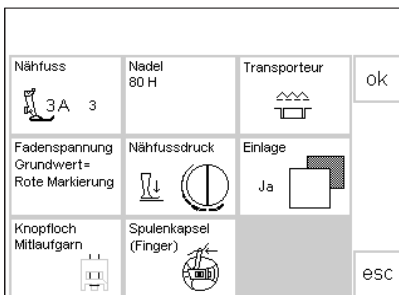 Nähfuss
3A 3
Nadel
80 H
Transporteur
ok
Fadenspannung
Grundwert=
Rote Markierung
Nähfussdruck
Einlage
Ja
Knopfloch
Mitlaufgarn
Spulenkapsel
(Finger)
esc